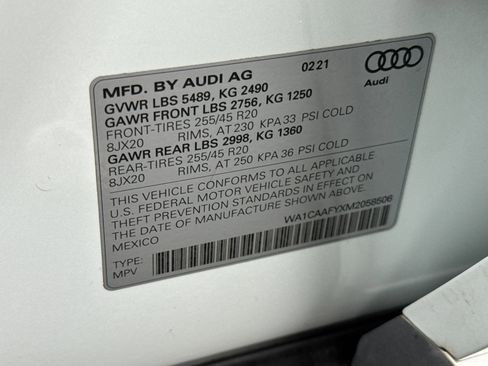 MFD. BY AUDI AG 02.21
GVWR LBS 5489, KG 2490
GAWR FRONT LBS 2756, KG 1250
FRONT-TIRES 255/45 R20
8JX20 RIMS, AT 230 KPA 33 PSI COLD
GAWR REAR LBS 2998, KG 1360
REAR-TIRES 255/45 R20
8JX20 RIMS, AT 250 KPA 36 PSI COLD
Audi
THIS VEHICLE CONFORMS TO ALL APPLICABLE
U.S. FEDERAL MOTOR VEHICLE SAFETY AND
THEFT PREVENTION STANDARDS IN EFFECT ON
DATE OF MANUFACTURE SHOWN ABOVE.
MEXICO
WA1CAAFYXM2058506
TYPE:
MPV